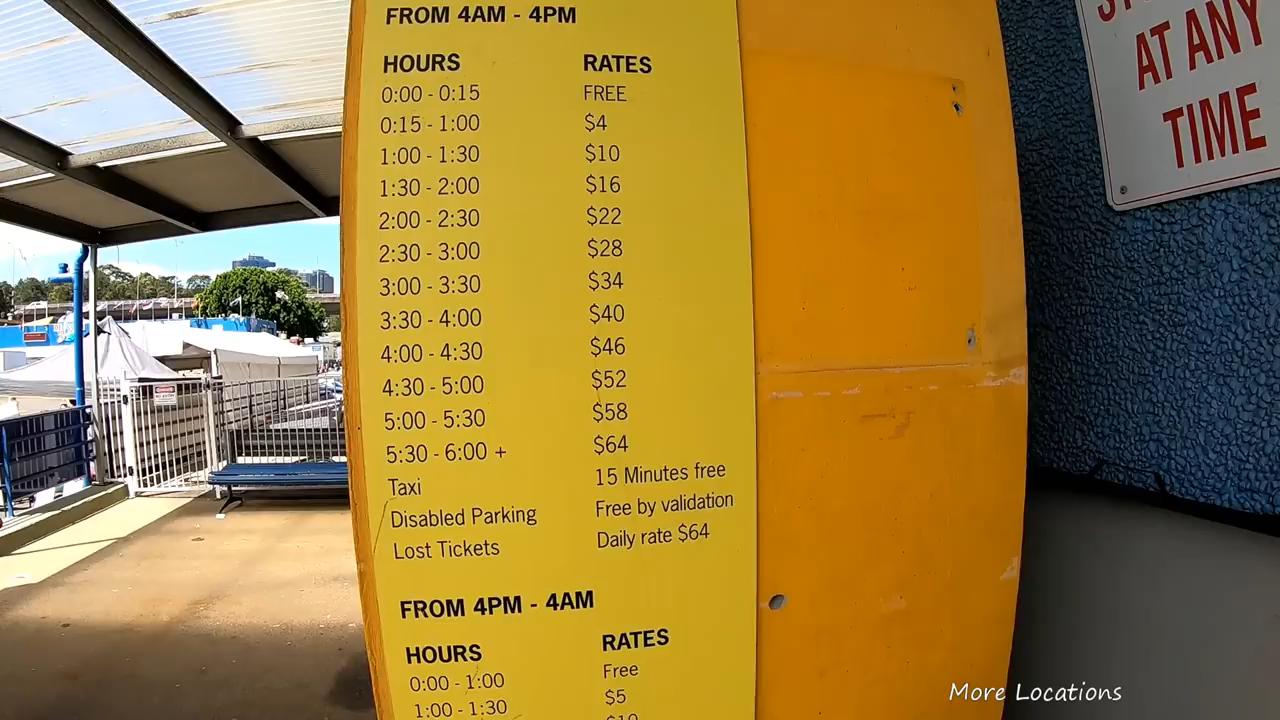 FROM 4AM - 4PM
HOURS RATES
0:00 - 0:15 FREE
0:15 - 1:00 $4
1:00 - 1:30 $10
1:30 - 2:00 $16
2:00 - 2:30 $22
2:30 - 3:00 $28
3:00 - 3:30 $34
3:30 - 4:00 $40
4:00 - 4:30 $46
4:30 - 5:00 $52
5:00 - 5:30 $58
5:30 - 6:00 + $64
Taxi 15 Minutes free
Disabled Parking Free by validation
Lost Tickets Daily rate $64
FROM 4PM - 4AM
HOURS RATES
0:00 - 1:00 Free
1:00 - 1:30 $5
AT ANY
TIME
More Locations